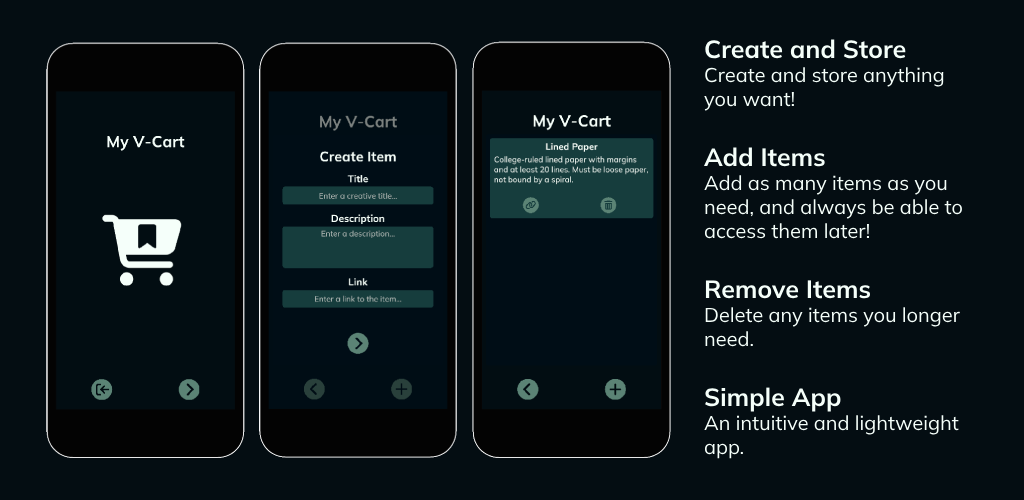 My V-Cart
My V-Cart
Create Item
Title
Enter a creative title...
Description
Enter a description...
Link
Enter a link to the item...
My V-Cart
Lined Paper
College-ruled lined paper with margins
and at least 20 lines. Must be loose paper,
not bound by a spiral.
Create and Store
Create and store anything
you want!
Add Items
Add as many items as you
need, and always be able to
access them later!
Remove Items
Delete any items you longer
need.
Simple App
An intuitive and lightweight
app.